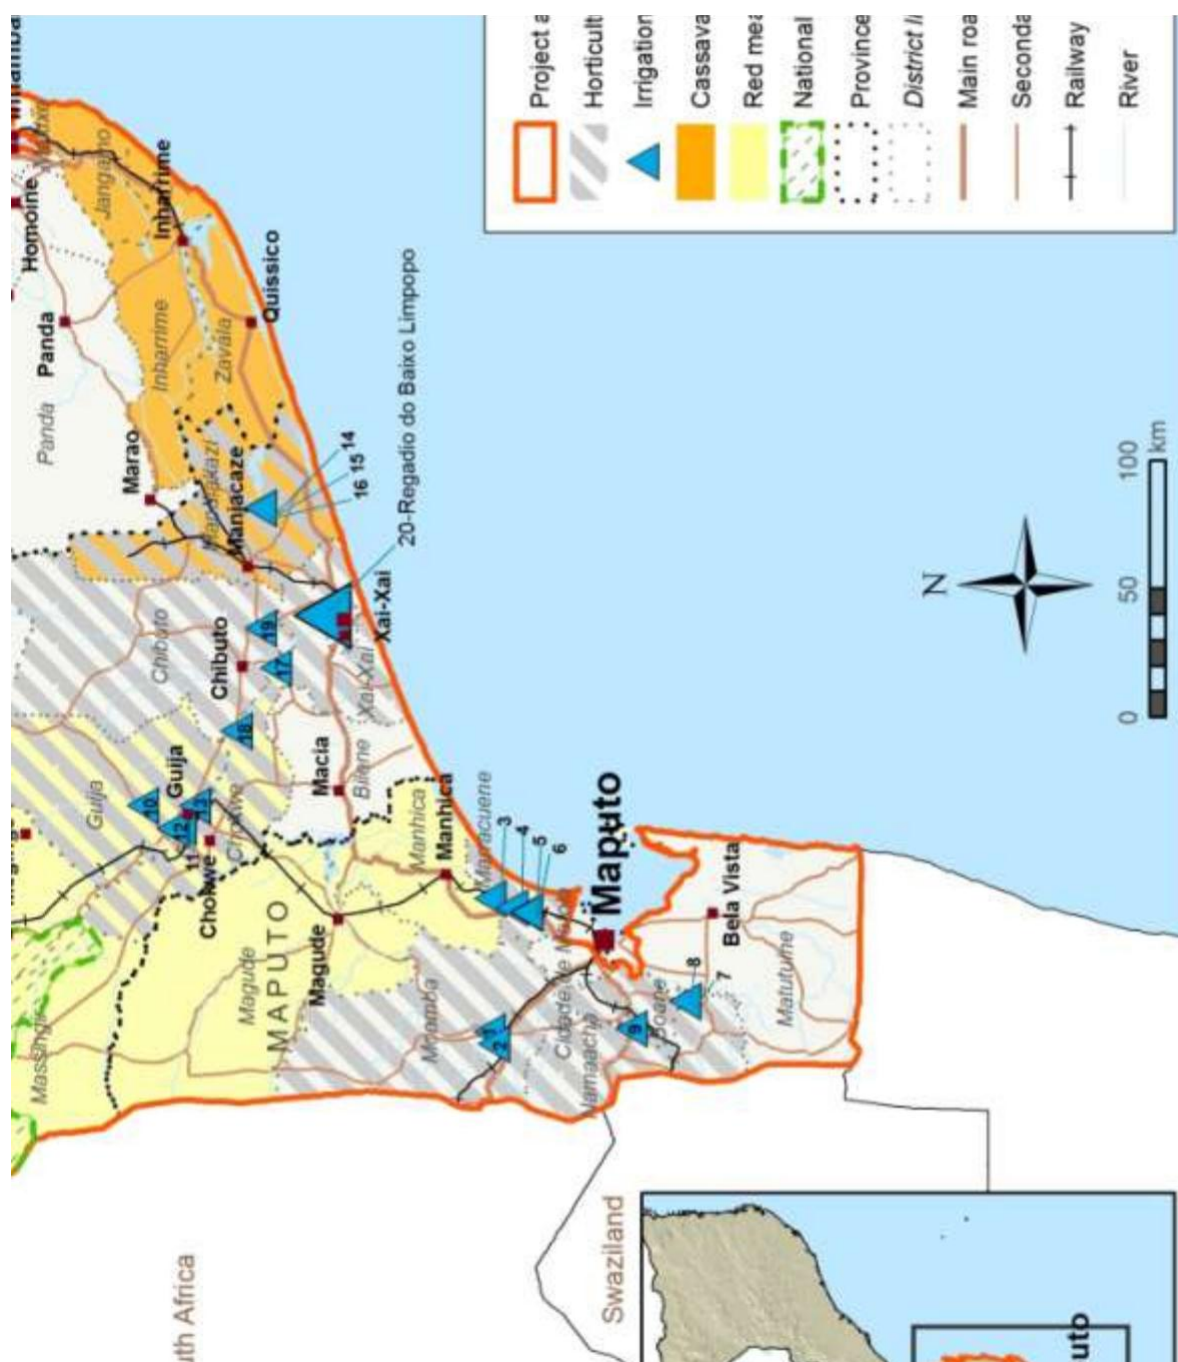 Project a
Horticult
Irrigation
Cassava
Red mea
National
Province
District li
Main roa
Seconda
Railway
River
Homoine
Jangamo
Inharrime
Panda
Panda
Inharrime
Quissico
Zavala
Marao
Manjacaze
14
15
16
20-Regadio do Baixo Limpopo
Chibuto
Chibuto
19
17
18
Xai-Xai
Xai-Xai
Guija
Guija
10
12
13
11
Chokwe
Chokwe
Macia
Bilene
Manhica
Manhica
Marracuene
3
4
5
6
Magude
Magude
MAPUTO
Massingir
Moamba
1
2
Maputo
Cidade de
Namaacha
Boane
9
8
7
Bela Vista
Matutuine
N
0
50
100
km
Swaziland
uth Africa
uto